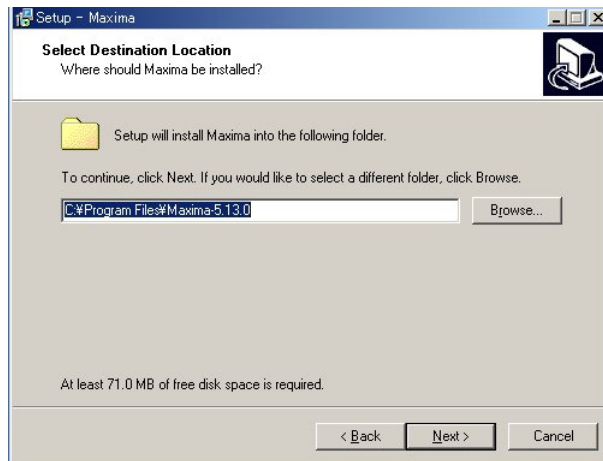 Setup - Maxima
Select Destination Location
Where should Maxima be installed?
Setup will install Maxima into the following folder.
To continue, click Next. If you would like to select a different folder, click Browse.
C:¥Program Files¥Maxima-5.13.0
Browse...
At least 71.0 MB of free disk space is required.
< Back
Next >
Cancel